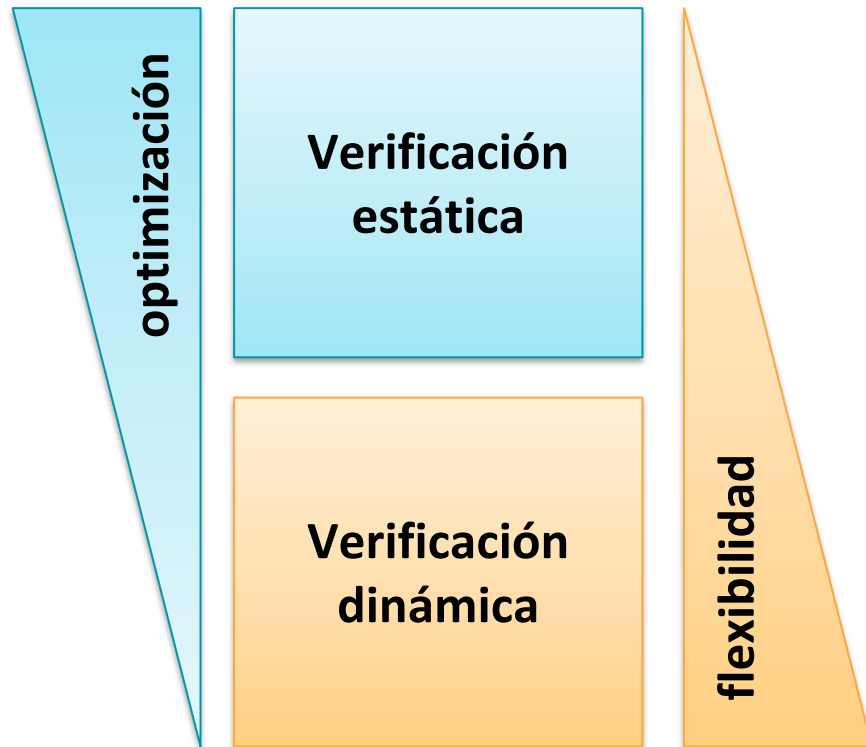 optimización
Verificación
estática
Verificación
dinámica
flexibilidad